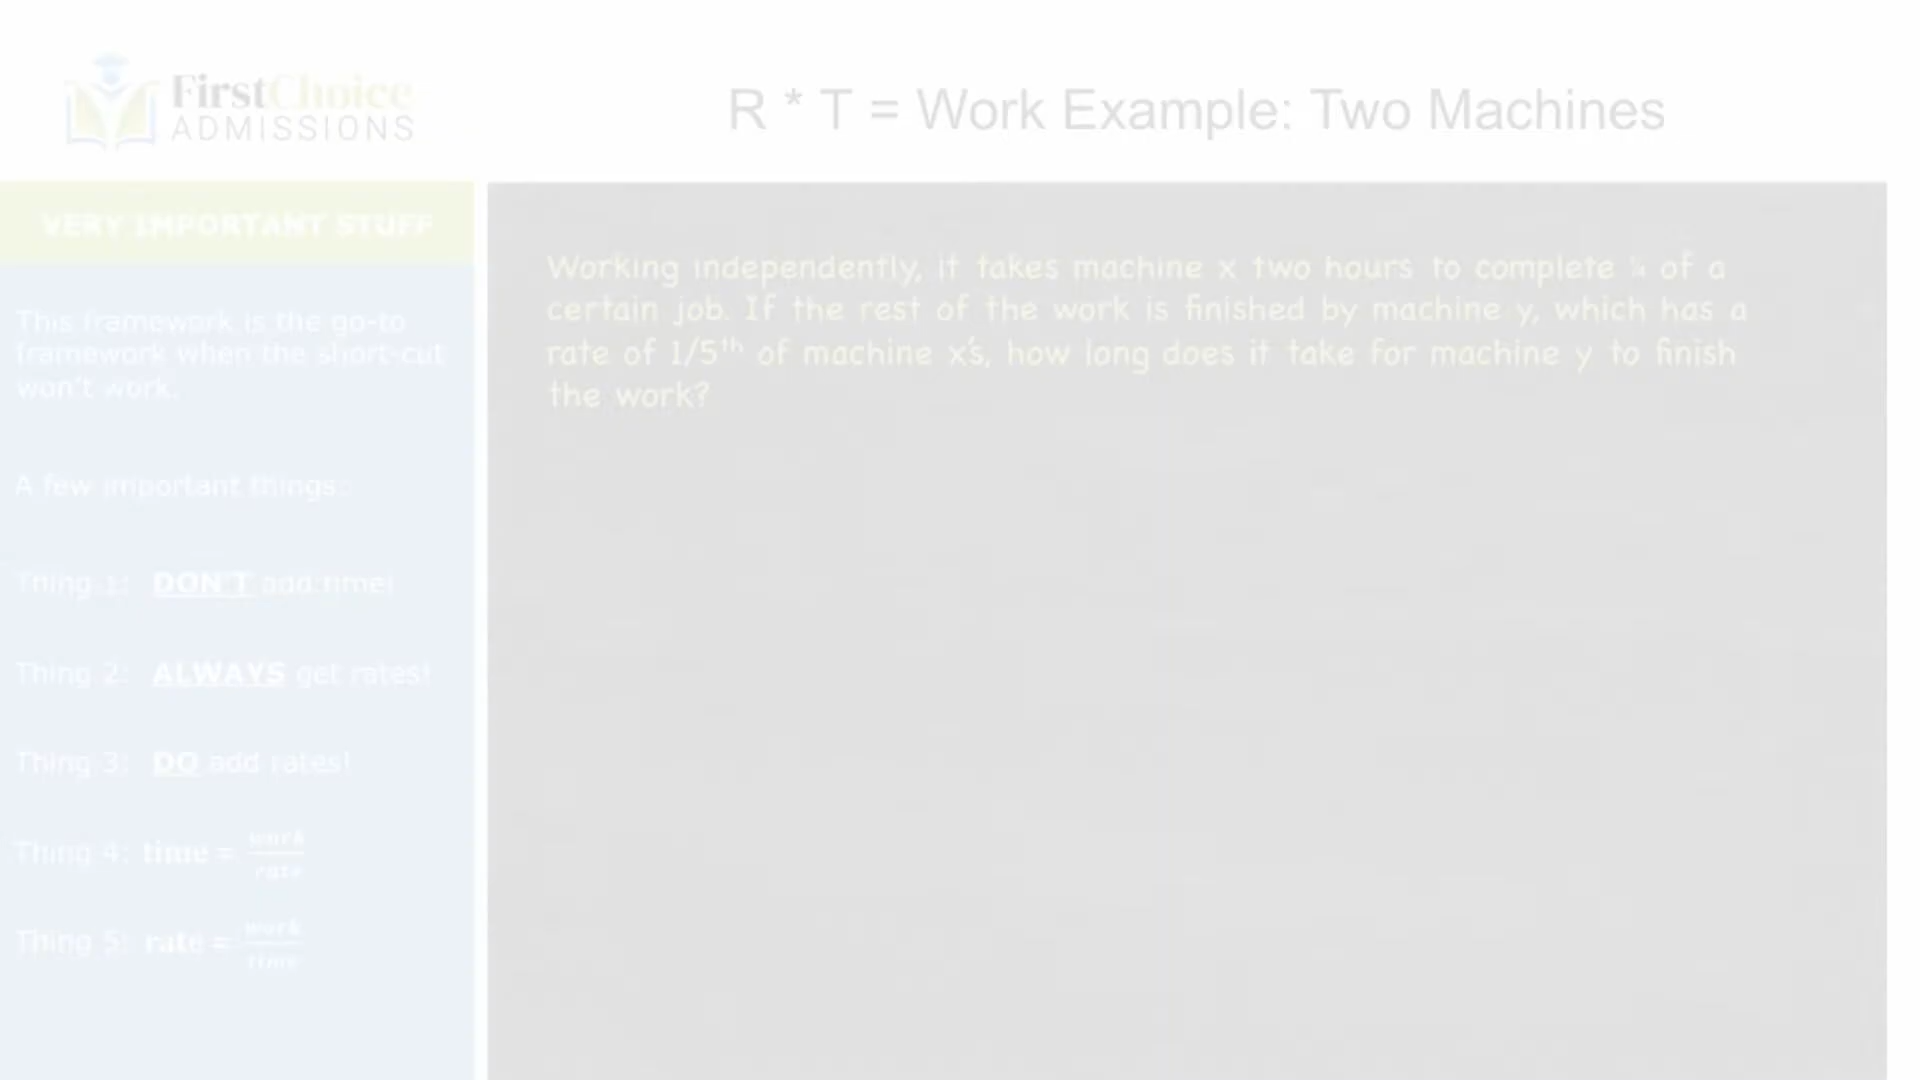 FirstChoice
ADMISSIONS
R * T = Work Example: Two Machines
VERY IMPORTANT STUFF
This framework is the go-to
framework when the short-cut
won't work.
A few important things:
Thing 1: DON'T add time!
Thing 2: ALWAYS get rates!
Thing 3: DO add rates!
Thing 4: time = work/rate
Thing 5: rate = work/time
Working independently, it takes machine x two hours to complete ¼ of a
certain job. If the rest of the work is finished by machine y, which has a
rate of 1/5th of machine x's, how long does it take for machine y to finish
the work?